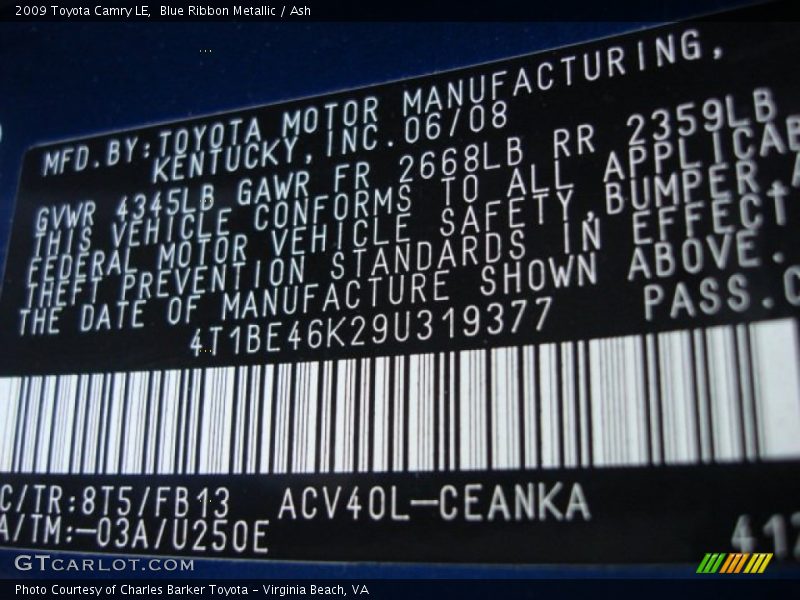 2009 Toyota Camry LE, Blue Ribbon Metallic / Ash
MFD.BY:TOYOTA MOTOR MANUFACTURING,
KENTUCKY,INC.06/08
GVWR 4345LB GAWR FR 2668LB RR 2359LB
THIS VEHICLE CONFORMS TO ALL APPLICAB
FEDERAL MOTOR VEHICLE SAFETY,BUMPER,A
THEFT PREVENTION STANDARDS IN EFFECT
THE DATE OF MANUFACTURE SHOWN ABOVE.
4T1BE46K29U319377 PASS.C
C/TR:8T5/FB13 ACV40L-CEANKA
A/TM:-03A/U250E
412
GTCARLOT.COM
Photo Courtesy of Charles Barker Toyota - Virginia Beach, VA